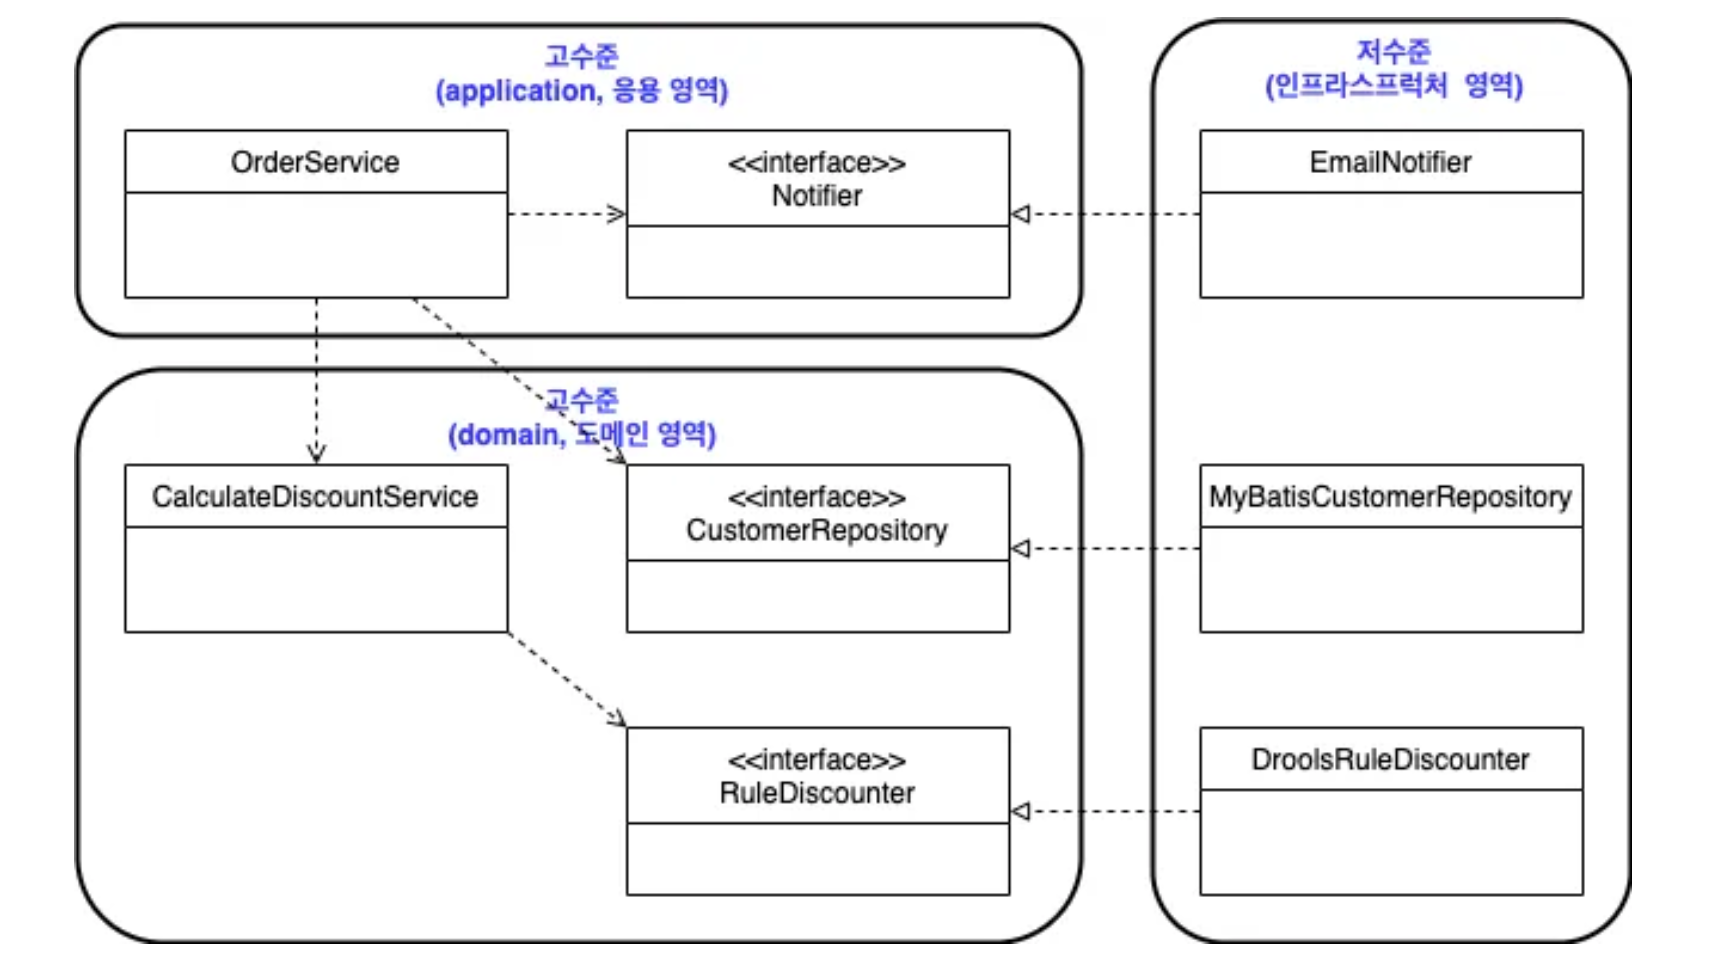 고수준
(application, 응용 영역)
OrderService
<<interface>>
Notifier
고수준
(domain, 도메인 영역)
CalculateDiscountService
<<interface>>
CustomerRepository
<<interface>>
RuleDiscounter
저수준
(인프라스프럭처 영역)
EmailNotifier
MyBatisCustomerRepository
DroolsRuleDiscounter